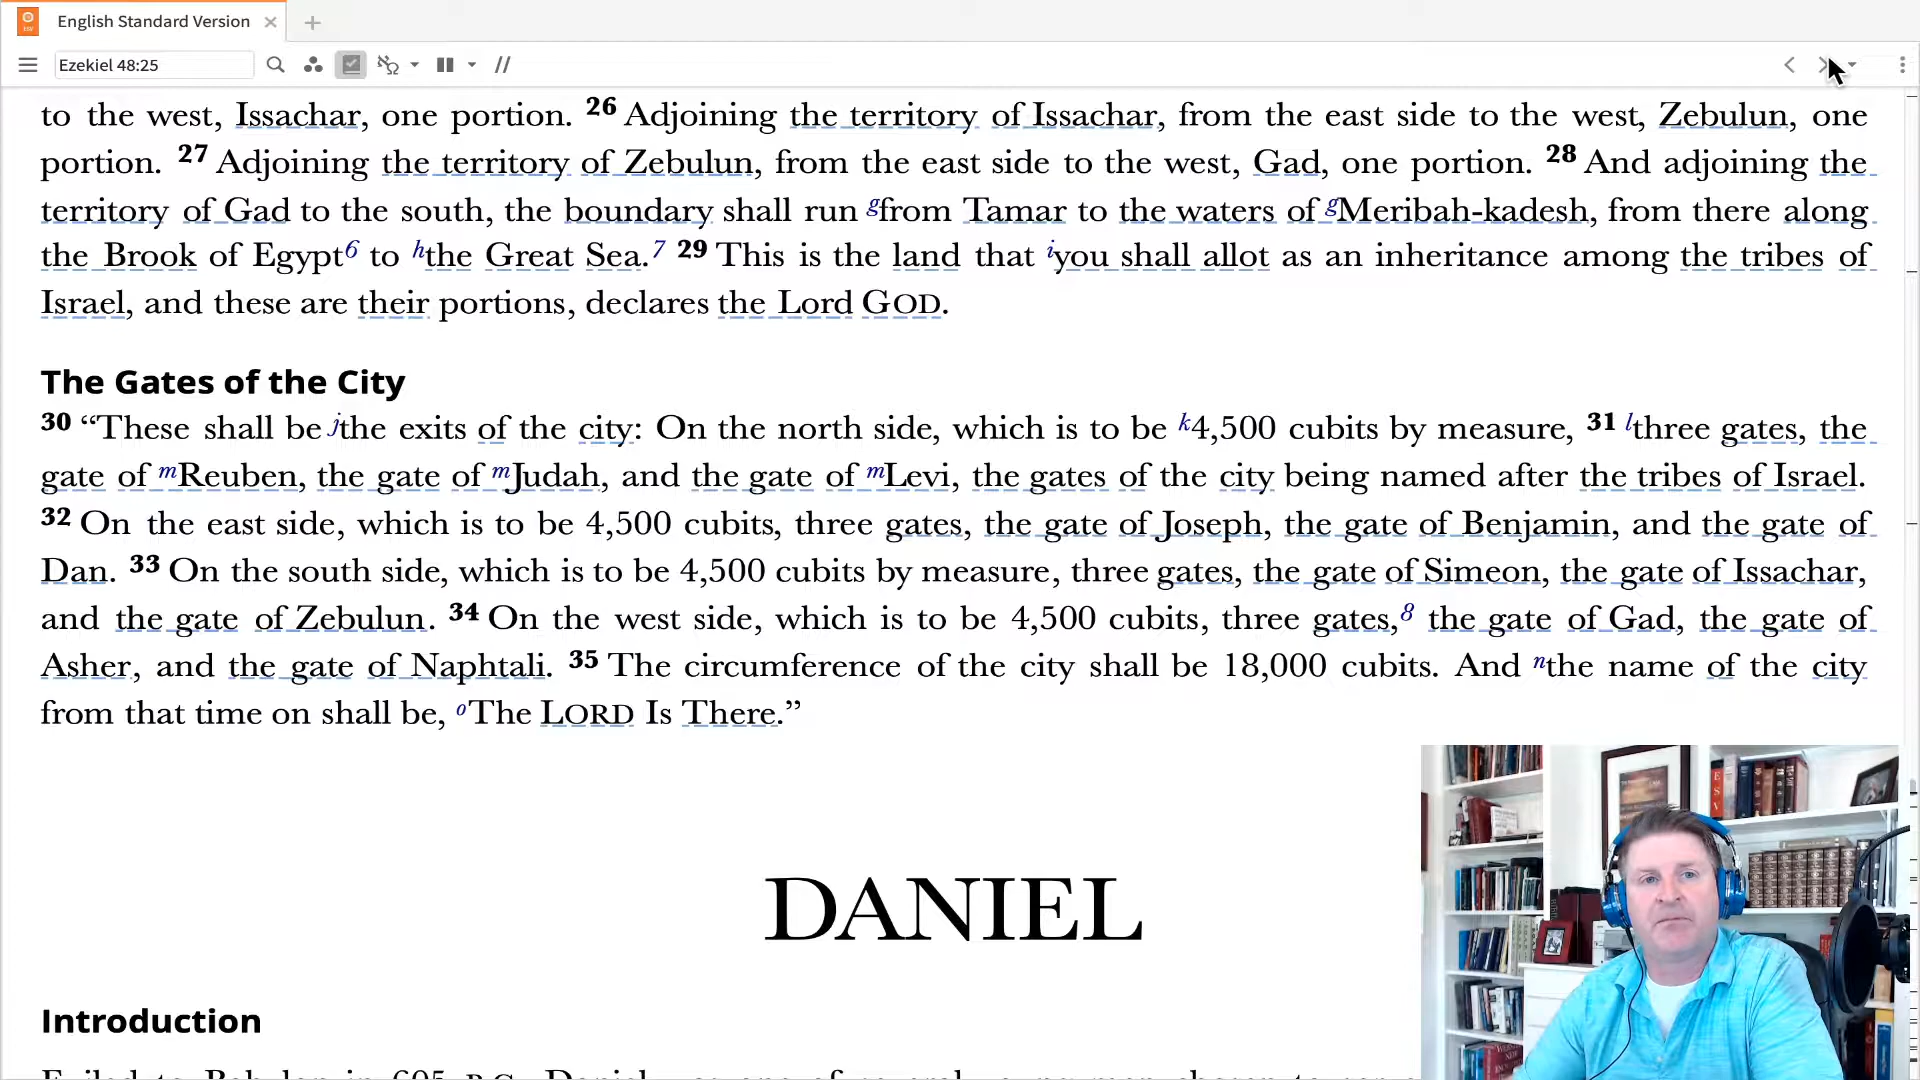 English Standard Version
Ezekiel 48:25
to the west, Issachar, one portion. 26 Adjoining the territory of Issachar, from the east side to the west, Zebulun, one
portion. 27 Adjoining the territory of Zebulun, from the east side to the west, Gad, one portion. 28 And adjoining the
territory of Gad to the south, the boundary shall run gfrom Tamar to the waters of gMeribah-kadesh, from there along
the Brook of Egypt6 to hthe Great Sea.7 29 This is the land that iyou shall allot as an inheritance among the tribes of
Israel, and these are their portions, declares the Lord GOD.
The Gates of the City
30 “These shall be jthe exits of the city: On the north side, which is to be k4,500 cubits by measure, 31 lthree gates, the
gate of mReuben, the gate of mJudah, and the gate of mLevi, the gates of the city being named after the tribes of Israel.
32 On the east side, which is to be 4,500 cubits, three gates, the gate of Joseph, the gate of Benjamin, and the gate of
Dan. 33 On the south side, which is to be 4,500 cubits by measure, three gates, the gate of Simeon, the gate of Issachar,
and the gate of Zebulun. 34 On the west side, which is to be 4,500 cubits, three gates,8 the gate of Gad, the gate of
Asher, and the gate of Naphtali. 35 The circumference of the city shall be 18,000 cubits. And nthe name of the city
from that time on shall be, oThe LORD Is There.”
DANIEL
Introduction